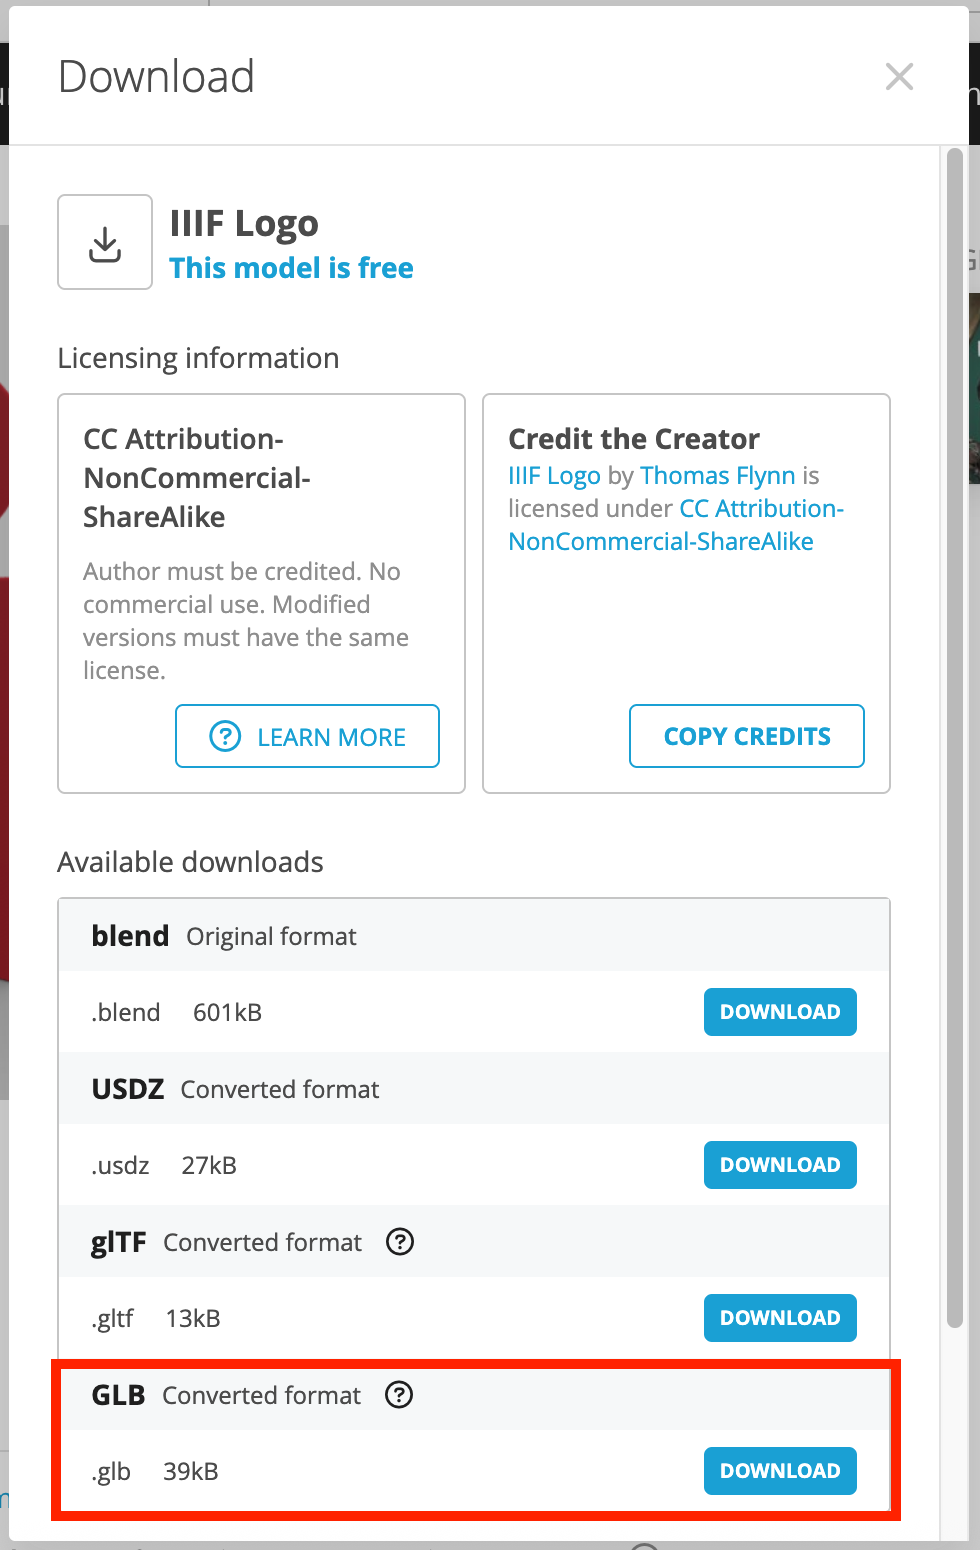 Download
IIIF Logo
This model is free
Licensing information
CC Attribution-
NonCommercial-
ShareAlike
Author must be credited. No
commercial use. Modified
versions must have the same
license.
LEARN MORE
Credit the Creator
IIIF Logo by Thomas Flynn is
licensed under CC Attribution-
NonCommercial-ShareAlike
COPY CREDITS
Available downloads
blend Original format
.blend 601kB DOWNLOAD
USDZ Converted format
.usdz 27kB DOWNLOAD
glTF Converted format ?
.gltf 13kB DOWNLOAD
GLB Converted format ?
.glb 39kB DOWNLOAD